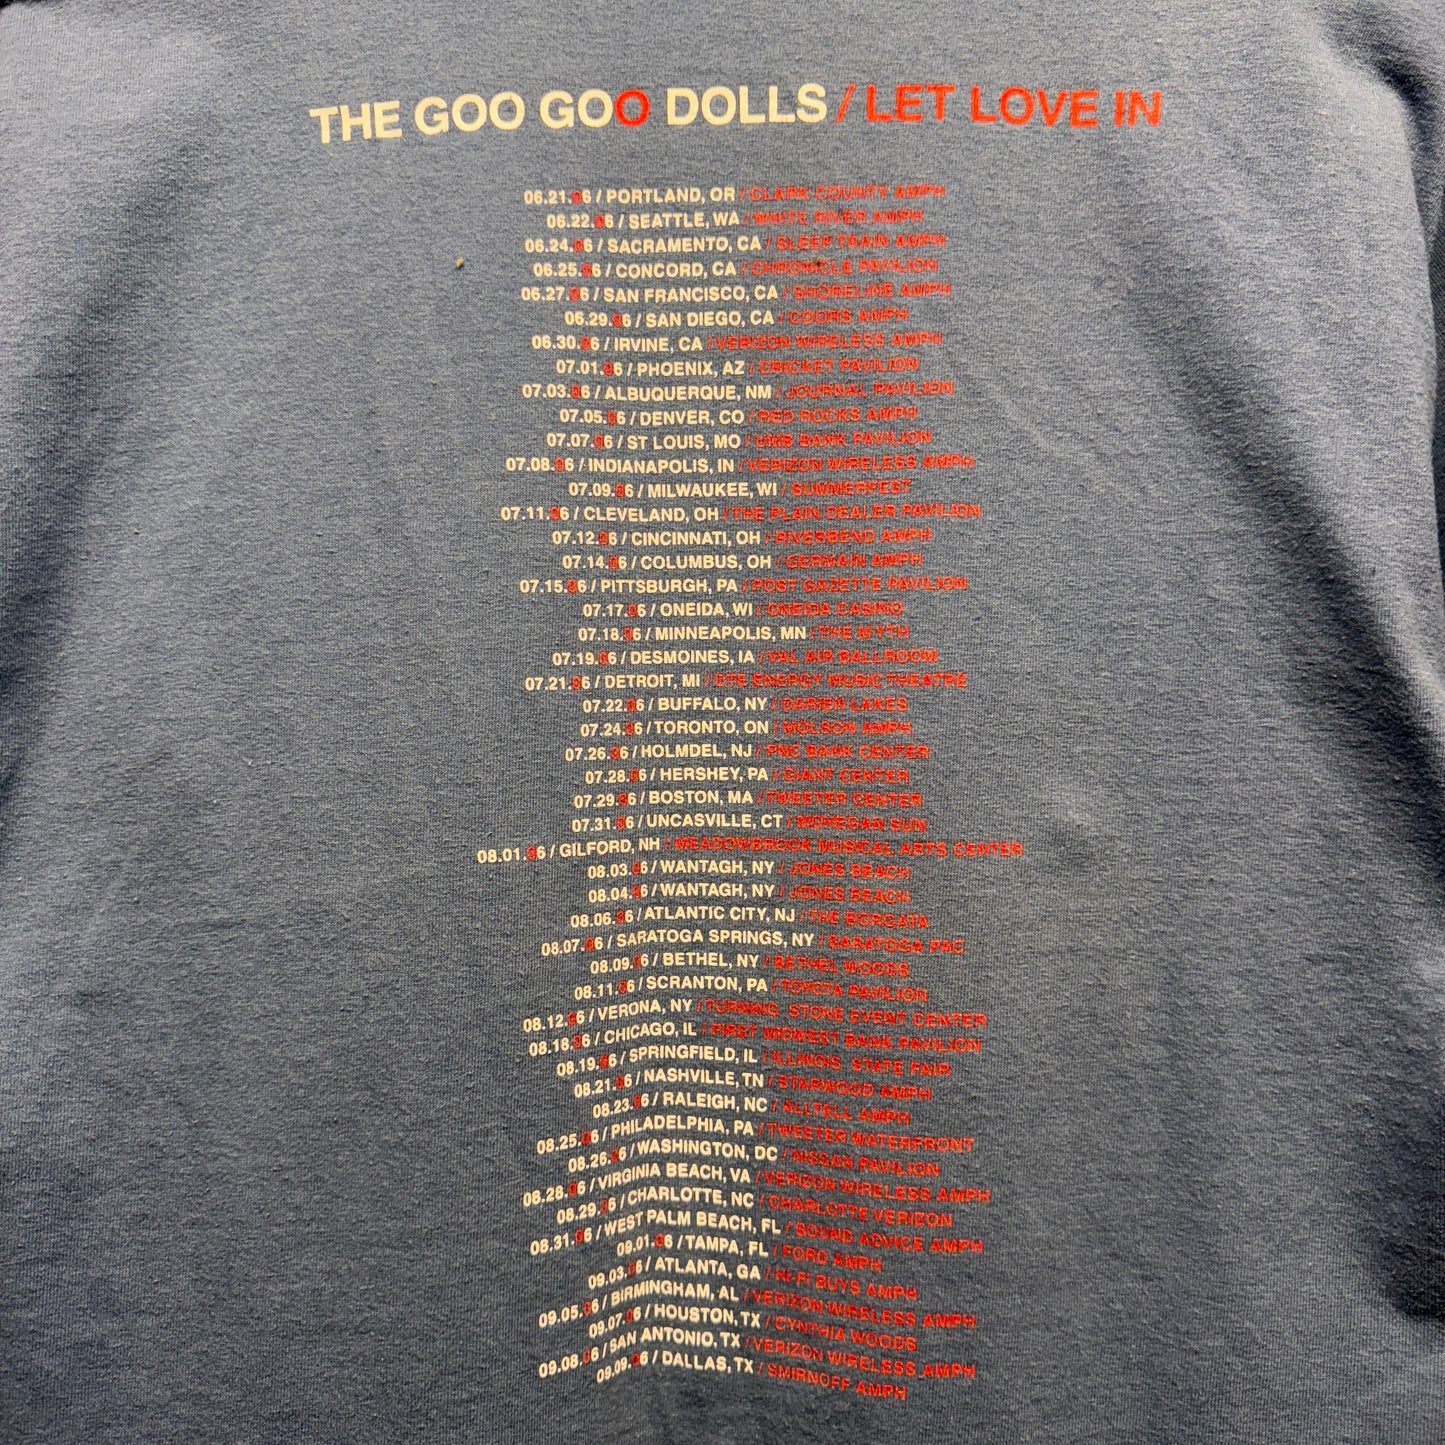 THE GOO GOO DOLLS / LET LOVE IN
06.21.06 / PORTLAND, OR / CLARK COUNTY AMPH
06.22.06 / SEATTLE, WA / WHITE RIVER AMPH
06.24.06 / SACRAMENTO, CA / SLEEP TRAIN AMPH
06.25.06 / CONCORD, CA / CHRONICLE PAVILION
06.27.06 / SAN FRANCISCO, CA / SHORELINE AMPH
06.29.06 / SAN DIEGO, CA / COORS AMPH
06.30.06 / IRVINE, CA / VERIZON WIRELESS AMPH
07.01.06 / PHOENIX, AZ / CRICKET PAVILION
07.03.06 / ALBUQUERQUE, NM / JOURNAL PAVILION
07.05.06 / DENVER, CO / RED ROCKS AMPH
07.07.06 / ST LOUIS, MO / UMB BANK PAVILION
07.08.06 / INDIANAPOLIS, IN / VERIZON WIRELESS AMPH
07.09.06 / MILWAUKEE, WI / SUMMERFEST
07.11.06 / CLEVELAND, OH / THE PLAIN DEALER PAVILION
07.12.06 / CINCINNATI, OH / RIVERBEND AMPH
07.14.06 / COLUMBUS, OH / GERMAIN AMPH
07.15.06 / PITTSBURGH, PA / POST GAZETTE PAVILION
07.17.06 / ONEIDA, WI / ONEIDA CASINO
07.18.06 / MINNEAPOLIS, MN / THE MYTH
07.19.06 / DESMOINES, IA / VAL AIR BALLROOM
07.21.06 / DETROIT, MI / DTE ENERGY MUSIC THEATRE
07.22.06 / BUFFALO, NY / DARIEN LAKES
07.24.06 / TORONTO, ON / MOLSON AMPH
07.26.06 / HOLMDEL, NJ / PNC BANK CENTER
07.28.06 / HERSHEY, PA / GIANT CENTER
07.29.06 / BOSTON, MA / TWEETER CENTER
07.31.06 / UNCASVILLE, CT / MOHEGAN SUN
08.01.06 / GILFORD, NH / MEADOWBROOK MUSICAL ARTS CENTER
08.03.06 / WANTAGH, NY / JONES BEACH
08.04.06 / WANTAGH, NY / JONES BEACH
08.06.06 / ATLANTIC CITY, NJ / THE BORGATA
08.07.06 / SARATOGA SPRINGS, NY / SARATOGA PAC
08.09.06 / BETHEL, NY / BETHEL WOODS
08.11.06 / SCRANTON, PA / TOYOTA PAVILION
08.12.06 / VERONA, NY / TURNING STONE EVENT CENTER
08.18.06 / CHICAGO, IL / FIRST MIDWEST BANK PAVILION
08.19.06 / SPRINGFIELD, IL / ILLINOIS STATE FAIR
08.21.06 / NASHVILLE, TN / STARWOOD AMPH
08.23.06 / RALEIGH, NC / ALLTELL AMPH
08.25.06 / PHILADELPHIA, PA / TWEETER WATERFRONT
08.26.06 / WASHINGTON, DC / NISSAN PAVILION
08.28.06 / VIRGINIA BEACH, VA / VERIZON WIRELESS AMPH
08.29.06 / CHARLOTTE, NC / CHARLOTTE VERIZON
08.31.06 / WEST PALM BEACH, FL / SOUND ADVICE AMPH
09.01.06 / TAMPA, FL / FORD AMPH
09.03.06 / ATLANTA, GA / HI-FI BUYS AMPH
09.05.06 / BIRMINGHAM, AL / VERIZON WIRELESS AMPH
09.07.06 / HOUSTON, TX / CYNTHIA WOODS
09.08.06 / SAN ANTONIO, TX / VERIZON WIRELESS AMPH
09.09.06 / DALLAS, TX / SMIRNOFF AMPH